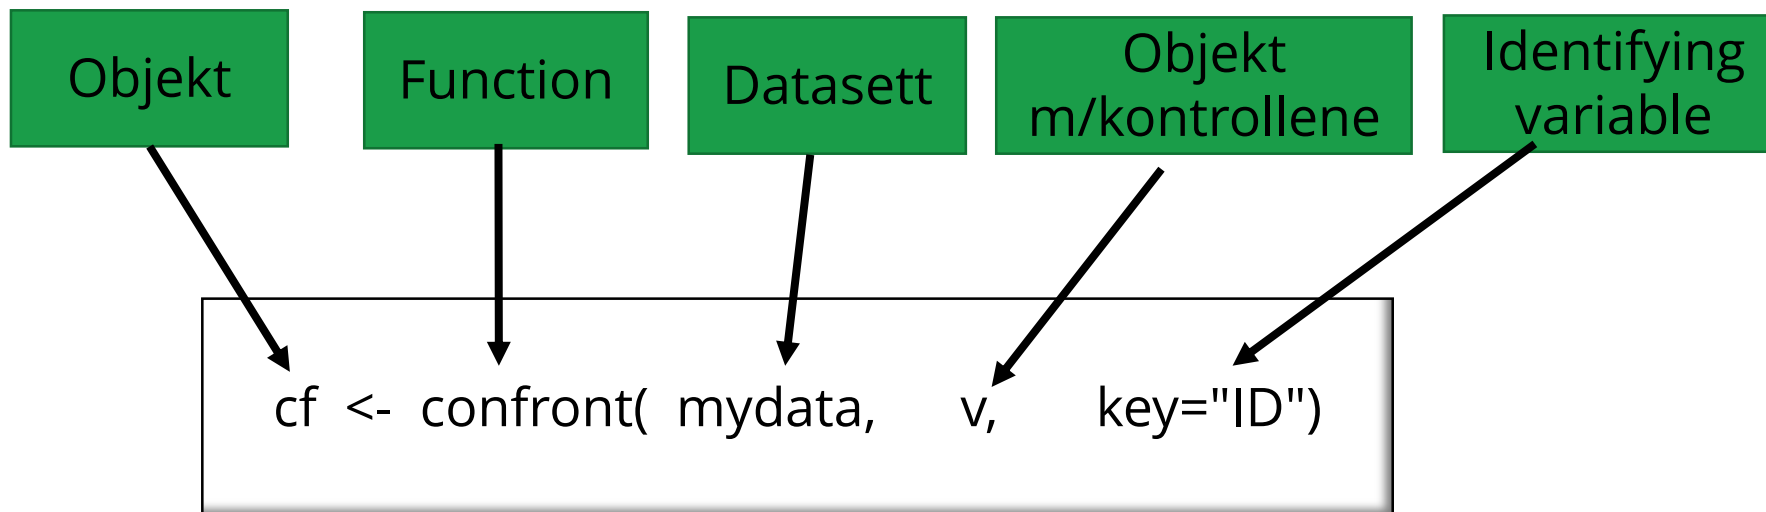 Objekt
Function
Datasett
Objekt
m/kontrollene
Identifying
variable
cf <- confront( mydata, v, key="ID")